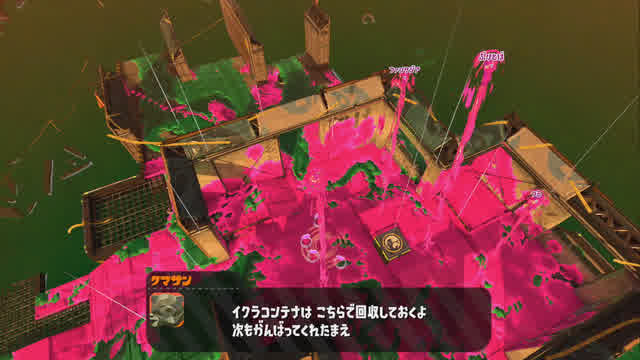 クマサン
イクラコンテナは こちらで回収しておくよ
次もがんばってくれたまえ